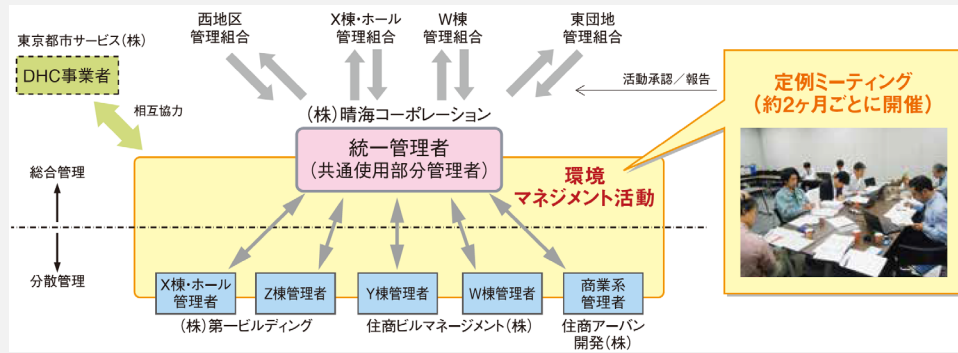 西地区
管理組合
X棟・ホール
管理組合
W棟
管理組合
東団地
管理組合
東京都市サービス(株)
DHC事業者
相互協力
活動承認／報告
定例ミーティング
(約2ヶ月ごとに開催)
(株)晴海コーポレーション
統一管理者
(共通使用部分管理者)
環境
マネジメント活動
総合管理
分散管理
X棟・ホール
管理者
Z棟管理者
Y棟管理者
W棟管理者
商業系
管理者
(株)第一ビルディング
住商ビルマネージメント(株)
住商アーバン
開発(株)